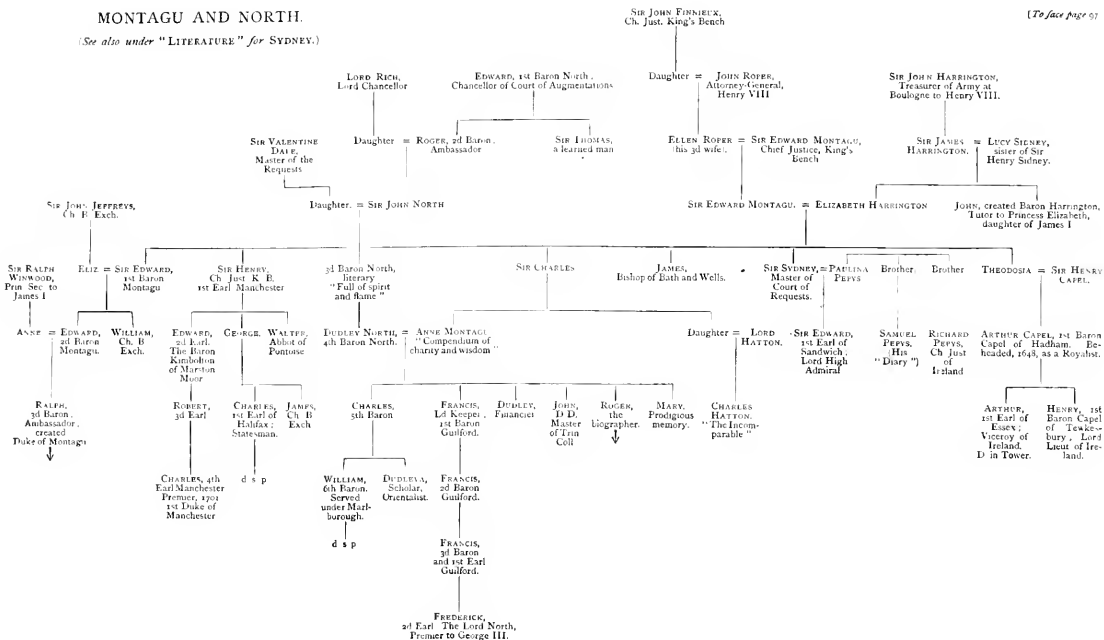 MONTAGU AND NORTH.
(See also under "LITERATURE" for SYDNEY.)
[To face page 97
SIR JOHN FINNIEUX,
Ch. Just. King's Bench
LORD RICH,
Lord Chancellor
EDWARD, 1st Baron North,
Chancellor of Court of Augmentations
Daughter = JOHN ROPER,
Attorney-General,
Henry VIII
SIR JOHN HARRINGTON,
Treasurer of Army at
Boulogne to Henry VIII.
SIR VALENTINE
DALE,
Master of the
Requests
Daughter = ROGER, 2d Baron,
Ambassador
SIR THOMAS,
a learned man
ELLEN ROPER
(his 3d wife).
= SIR EDWARD MONTAGU,
Chief Justice, King's
Bench
SIR JAMES
HARRINGTON.
= LUCY SIDNEY,
sister of Sir
Henry Sidney.
SIR JOHN JEFFREYS,
Ch B Exch.
Daughter. = SIR JOHN NORTH
SIR EDWARD MONTAGU. = ELIZABETH HARRINGTON
JOHN, created Baron Harrington,
Tutor to Princess Elizabeth,
daughter of James I
SIR RALPH
WINWOOD,
Prin Sec to
James I
ELIZ = SIR EDWARD,
1st Baron
Montagu
SIR HENRY,
Ch Just K B.
1st Earl Manchester
3d Baron North,
literary
"Full of spirit
and flame"
SIR CHARLES
JAMES,
Bishop of Bath and Wells.
SIR SYDNEY,
Master of
Court of
Requests.
= PAULINA
PEPYS
Brother.
Brother
THEODOSIA = SIR HENRY
CAPEL.
ANNE = EDWARD,
2d Baron
Montagu.
WILLIAM,
Ch. B
Exch.
EDWARD,
2d Earl.
The Baron
Kimbolton
of Marston
Moor
GEORGE.
WALTER,
Abbot of
Pontoise
DUDLEY NORTH,
4th Baron North.
= ANNE MONTAGU
"Compendium of
charity and wisdom"
Daughter = LORD
HATTON.
SIR EDWARD,
1st Earl of
Sandwich;
Lord High
Admiral
SAMUEL
PEPYS,
(His
"Diary")
RICHARD
PEPYS,
Ch Just
of
Ireland
ARTHUR CAPEL, 1st Baron
Capel of Hadham. Be-
headed, 1648, as a Royalist.
RALPH,
3d Baron,
Ambassador,
created
Duke of Montagu
ROBERT,
3d Earl
CHARLES,
1st Earl of
Halifax;
Statesman.
JAMES,
Ch B
Exch
CHARLES,
5th Baron
FRANCIS,
Ld Keeper,
1st Baron
Guilford.
DUDLEY,
Financier
JOHN,
D D.
Master
of Trin
Coll
ROGER,
the
biographer.
MARY.
Prodigious
memory.
CHARLES
HATTON.
"The Incom-
parable"
ARTHUR,
1st Earl of
Essex;
Viceroy of
Ireland.
D in Tower.
HENRY, 1st
Baron Capel
of Tewkes-
bury, Lord
Lieut of Ire-
land.
CHARLES, 4th
Earl Manchester
Premier, 1701
1st Duke of
Manchester
d s p
WILLIAM,
6th Baron.
Served
under Marl-
borough.
Scholar,
Orientalist.
FRANCIS,
2d Baron
Guilford.
d s p
FRANCIS,
3d Baron
and 1st Earl
Guilford.
FREDERICK,
2d Earl The Lord North,
Premier to George III.